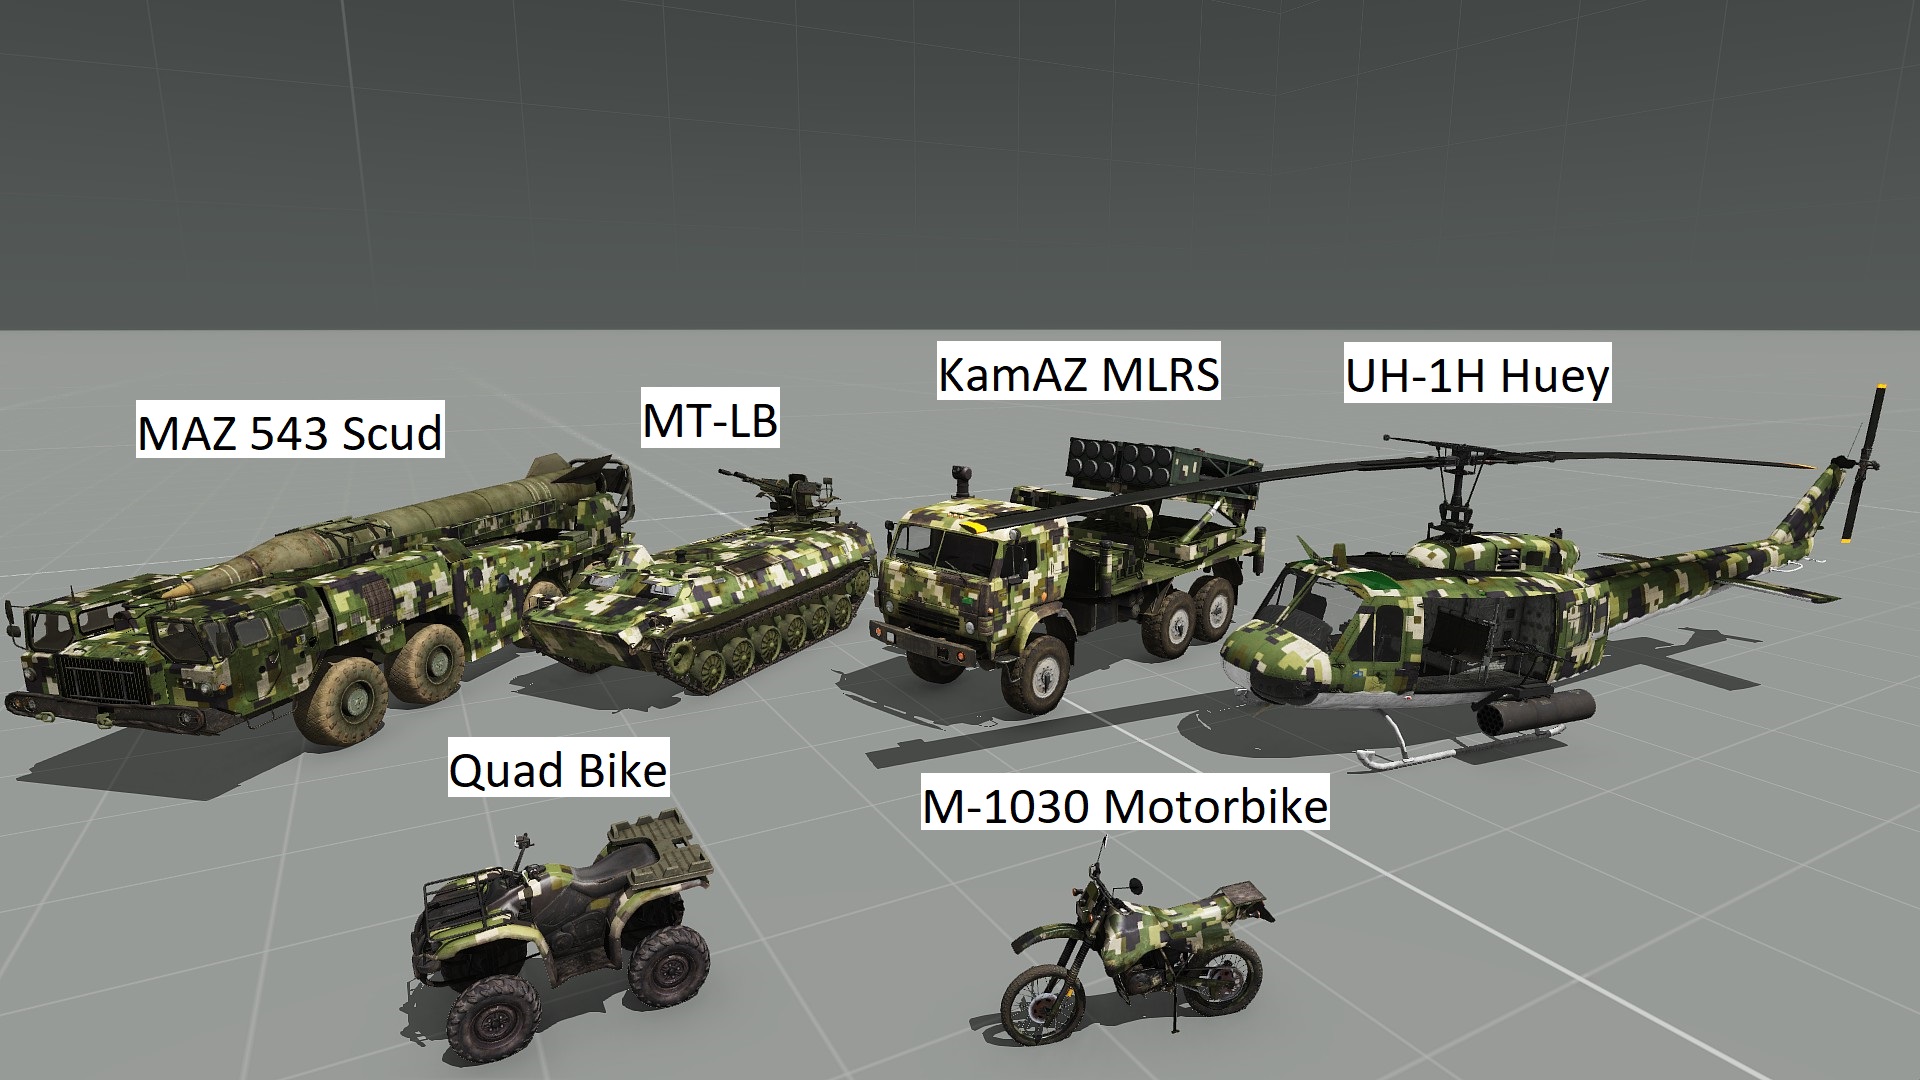 MAZ 543 Scud
MT-LB
KamAZ MLRS
UH-1H Huey
Quad Bike
M-1030 Motorbike